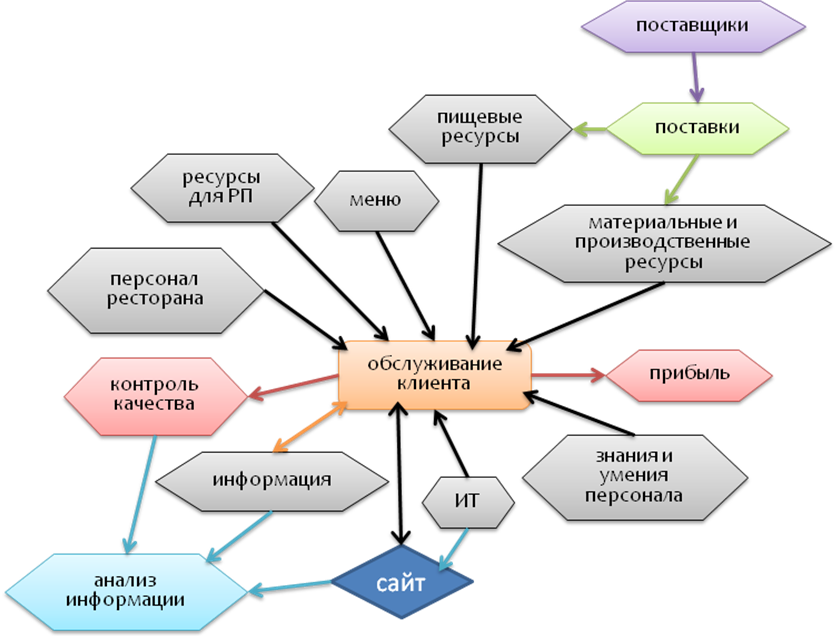 поставщики
пищевые
ресурсы
поставки
ресурсы
для РП
меню
материальные и
производственные
ресурсы
персонал
ресторана
обслуживание
клиента
контроль
качества
прибыль
информация
ИТ
знания и
умения
персонала
анализ
информации
сайт